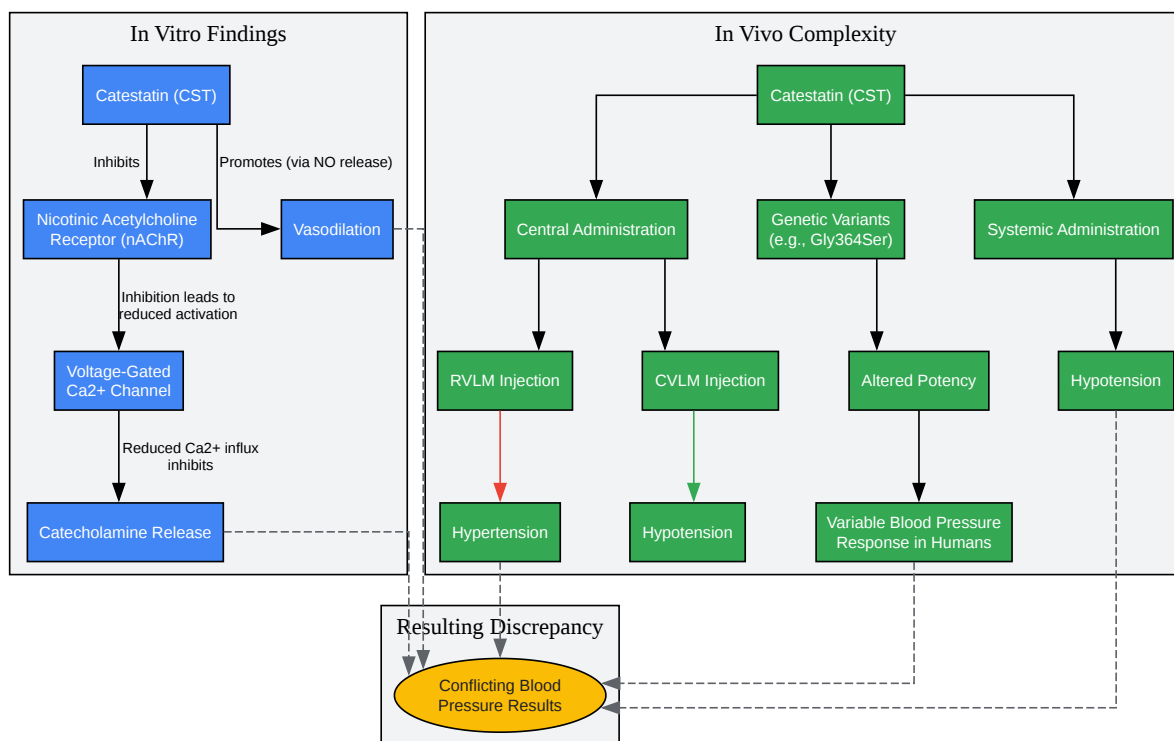 In Vitro Findings
Catestatin (CST)
Inhibits
Promotes (via NO release)
Nicotinic Acetylcholine
Receptor (nAChR)
Vasodilation
Inhibition leads to
reduced activation
Voltage-Gated
Ca2+ Channel
Reduced Ca2+ influx
inhibits
Catecholamine Release
In Vivo Complexity
Catestatin (CST)
Central Administration
Genetic Variants
(e.g., Gly364Ser)
Systemic Administration
RVLM Injection
CVLM Injection
Altered Potency
Hypotension
Hypertension
Hypotension
Variable Blood Pressure
Response in Humans
Resulting Discrepancy
Conflicting Blood
Pressure Results